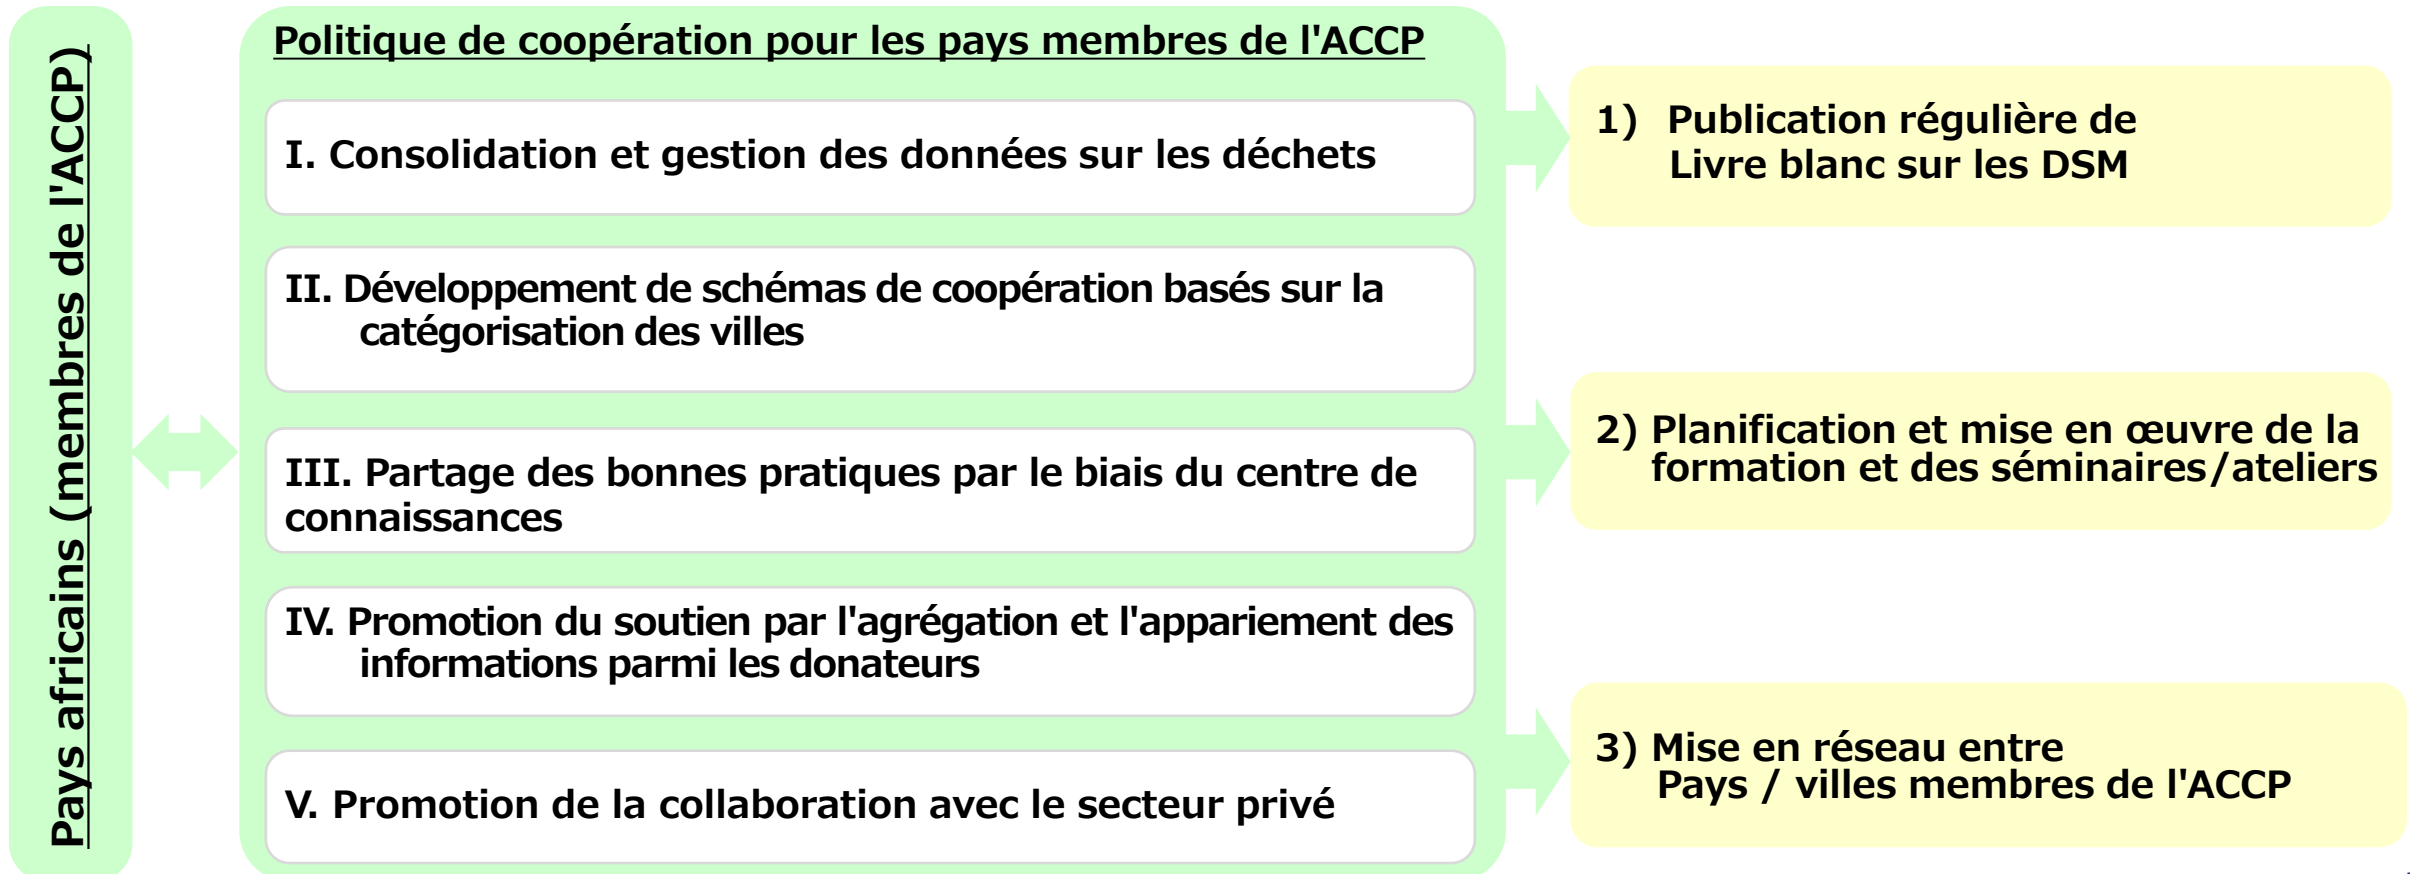 Pays africains (membres de l'ACCP)
Politique de coopération pour les pays membres de l'ACCP
I. Consolidation et gestion des données sur les déchets
II. Développement de schémas de coopération basés sur la
catégorisation des villes
III. Partage des bonnes pratiques par le biais du centre de
connaissances
IV. Promotion du soutien par l'agrégation et l'appariement des
informations parmi les donateurs
V. Promotion de la collaboration avec le secteur privé
1) Publication régulière de
Livre blanc sur les DSM
2) Planification et mise en œuvre de la
formation et des séminaires/ateliers
3) Mise en réseau entre
Pays / villes membres de l'ACCP